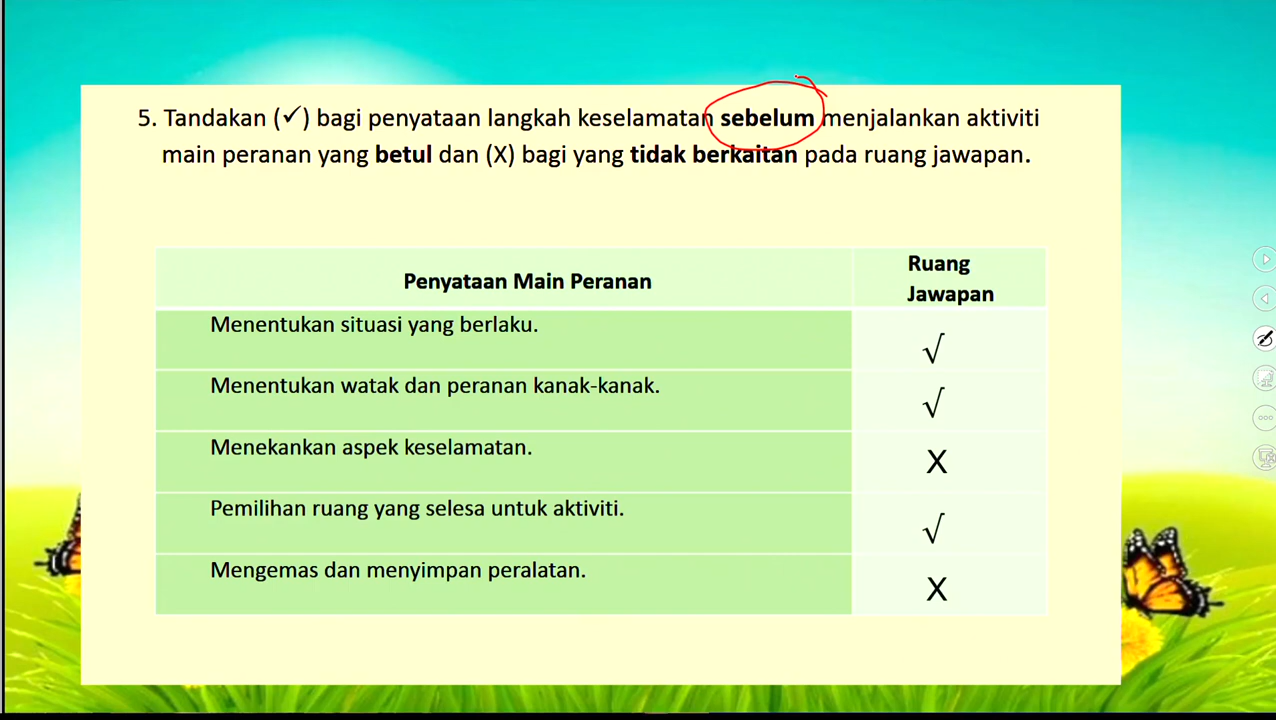 5. Tandakan (✓) bagi penyataan langkah keselamatan sebelum menjalankan aktiviti
main peranan yang betul dan (X) bagi yang tidak berkaitan pada ruang jawapan.
Penyataan Main Peranan
Ruang
Jawapan
Menentukan situasi yang berlaku.
√
Menentukan watak dan peranan kanak-kanak.
√
Menekankan aspek keselamatan.
X
Pemilihan ruang yang selesa untuk aktiviti.
√
Mengemas dan menyimpan peralatan.
X